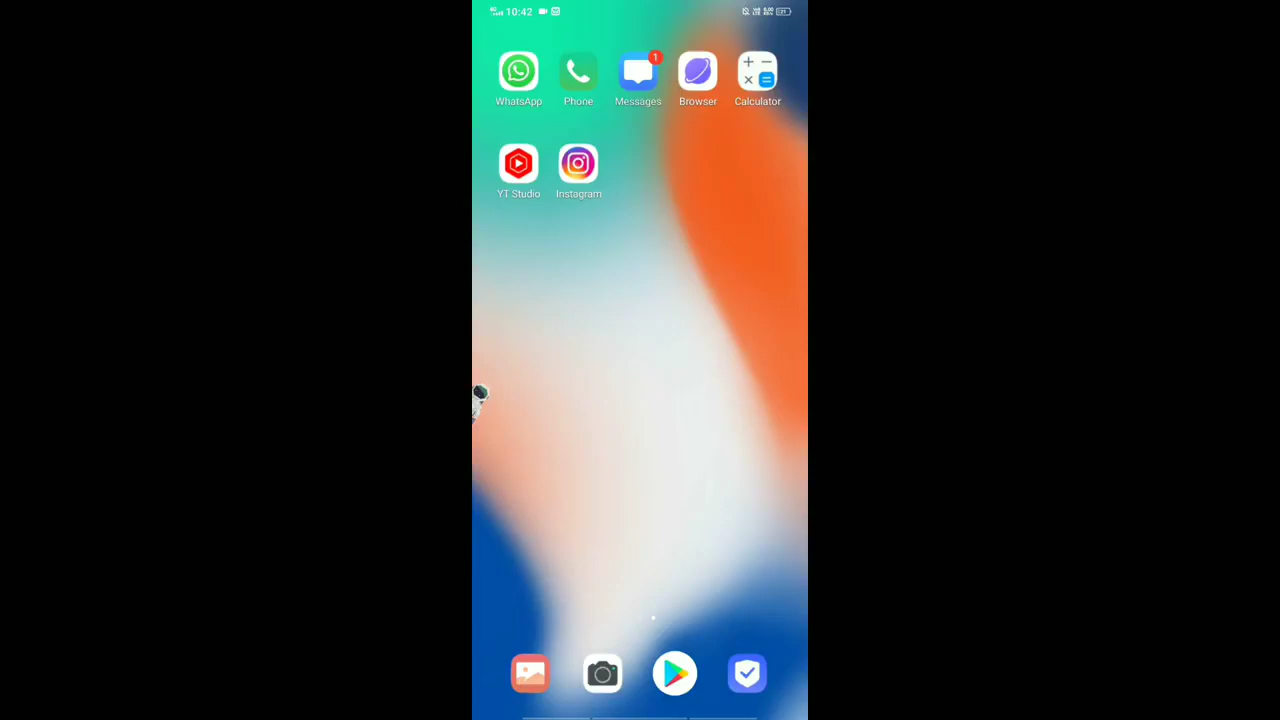 10:42
1
WhatsApp Phone Messages Browser Calculator
YT Studio Instagram